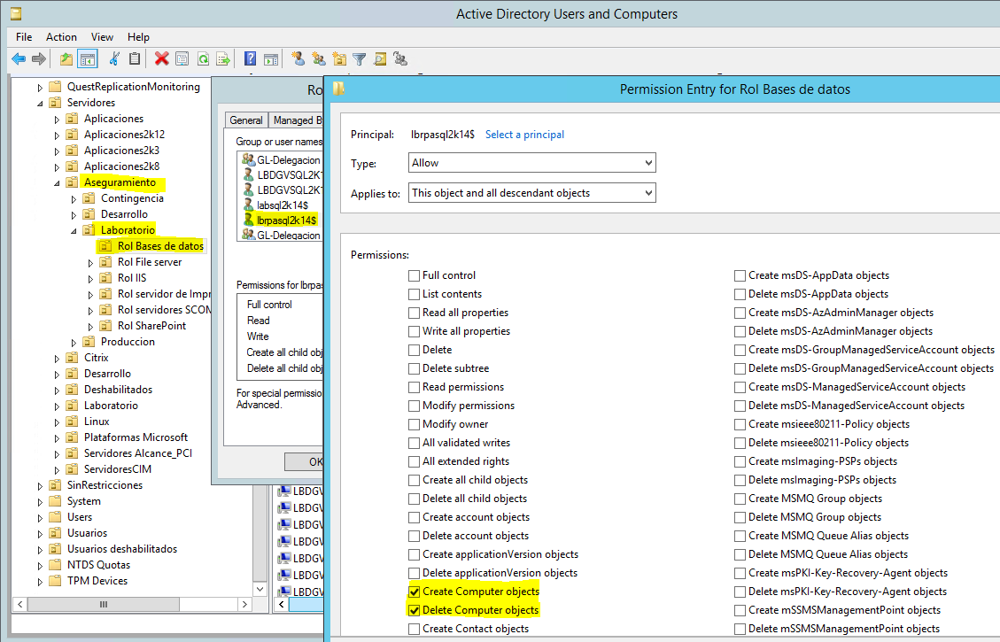 Active Directory Users and Computers
File Action View Help
QuestReplicationMonitoring
Servidores
Aplicaciones
Aplicaciones2k12
Aplicaciones2k3
Aplicaciones2k8
Aseguramiento
Contingencia
Desarrollo
Laboratorio
Rol Bases de datos
Rol File server
Rol IIS
Rol servidor de Impr
Rol servidores SCOM
Rol SharePoint
Produccion
Citrix
Desarrollo
Deshabilitados
Laboratorio
Linux
Plataformas Microsoft
Servidores Alcance_PCI
ServidoresCIM
SinRestricciones
System
Users
Usuarios
Usuarios deshabilitados
NTDS Quotas
TPM Devices
Ro
General Managed B
Group or user names
GL-Delegacion
LBDGVSQL2K1
LBDGVSQL2K1
labsql2k14$
lbrpasql2k14$
GL-Delegacion
Permissions for lbrpas
Full control
Read
Write
Create all child obj
Delete all child obj
For special permissio
Advanced.
OK
LBDGV
LBDGV
LBDGV
LBDGV
LBDGV
LBDGV
LBDGV
Permission Entry for Rol Bases de datos
Principal: lbrpasql2k14$ Select a principal
Type: Allow
Applies to: This object and all descendant objects
Permissions:
Full control
List contents
Read all properties
Write all properties
Delete
Delete subtree
Read permissions
Modify permissions
Modify owner
All validated writes
All extended rights
Create all child objects
Delete all child objects
Create account objects
Delete account objects
Create applicationVersion objects
Delete applicationVersion objects
Create Computer objects
Delete Computer objects
Create Contact objects
Create msDS-AppData objects
Delete msDS-AppData objects
Create msDS-AzAdminManager objects
Delete msDS-AzAdminManager objects
Create msDS-GroupManagedServiceAccount objects
Delete msDS-GroupManagedServiceAccount objects
Create msDS-ManagedServiceAccount objects
Delete msDS-ManagedServiceAccount objects
Create msieee80211-Policy objects
Delete msieee80211-Policy objects
Create msImaging-PSPs objects
Delete msImaging-PSPs objects
Create MSMQ Group objects
Delete MSMQ Group objects
Create MSMQ Queue Alias objects
Delete MSMQ Queue Alias objects
Create msPKI-Key-Recovery-Agent objects
Delete msPKI-Key-Recovery-Agent objects
Create mSSMSManagementPoint objects
Delete mSSMSManagementPoint objects